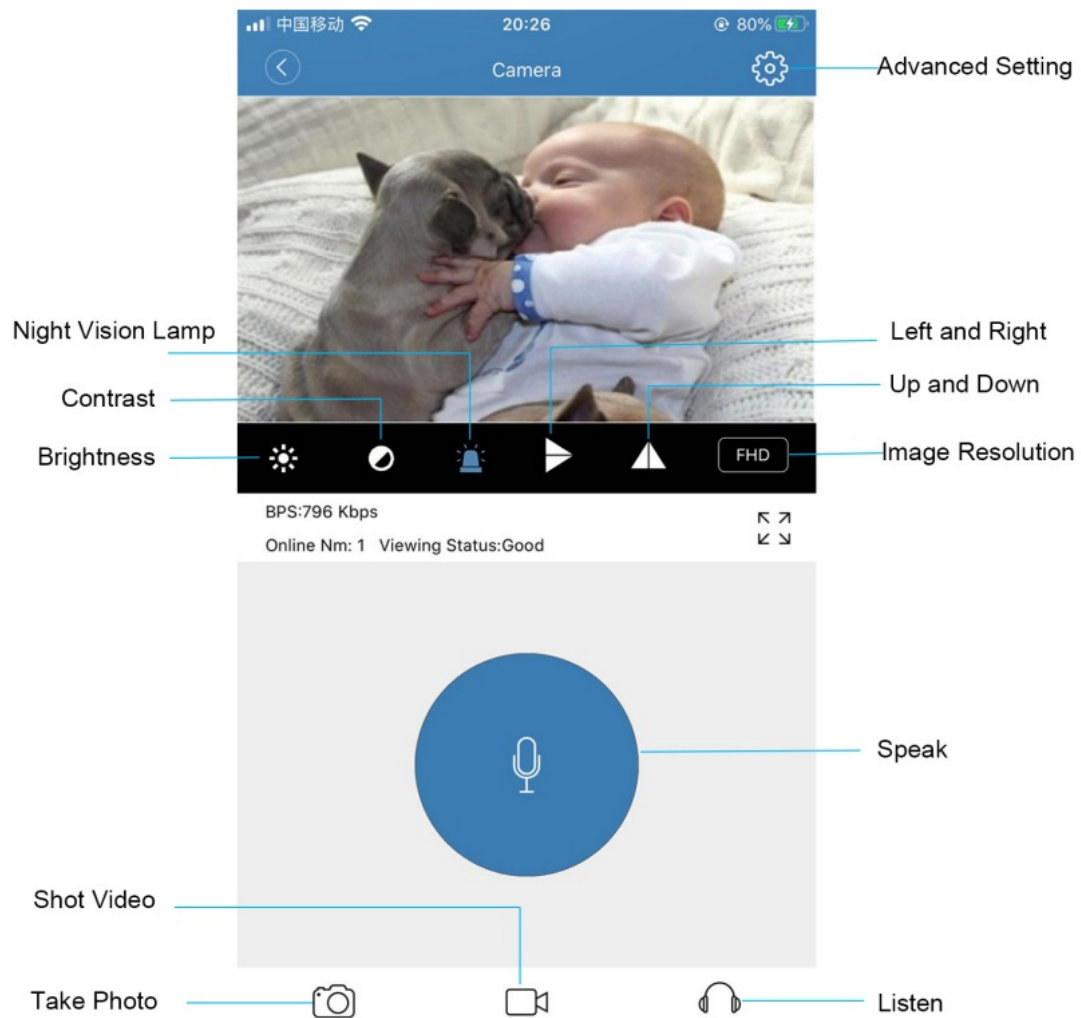 中国移动 20:26 80%
Camera
Advanced Setting
Night Vision Lamp
Left and Right
Contrast
Up and Down
Brightness
FHD
Image Resolution
BPS:796 Kbps
Online Nm: 1 Viewing Status:Good
Speak
Shot Video
Take Photo
Listen